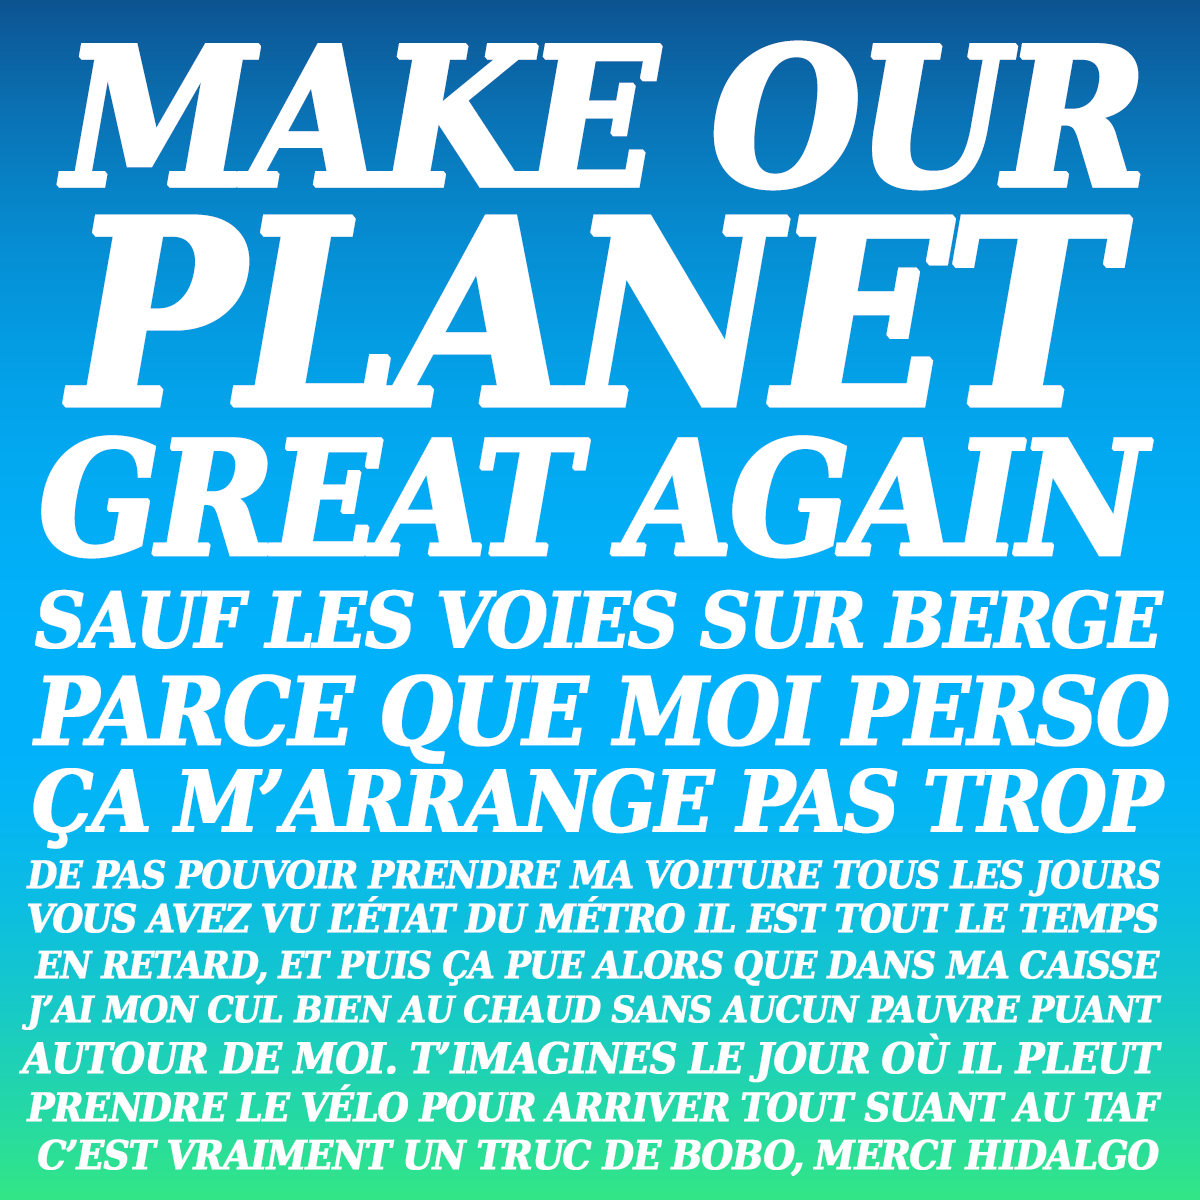 MAKE OUR
PLANET
GREAT AGAIN
SAUF LES VOIES SUR BERGE
PARCE QUE MOI PERSO
ÇA M’ARRANGE PAS TROP
DE PAS POUVOIR PRENDRE MA VOITURE TOUS LES JOURS
VOUS AVEZ VU L’ÉTAT DU MÉTRO IL EST TOUT LE TEMPS
EN RETARD, ET PUIS ÇA PUE ALORS QUE DANS MA CAISSE
J’AI MON CUL BIEN AU CHAUD SANS AUCUN PAUVRE PUANT
AUTOUR DE MOI. T’IMAGINES LE JOUR OÙ IL PLEUT
PRENDRE LE VÉLO POUR ARRIVER TOUT SUANT AU TAF
C’EST VRAIMENT UN TRUC DE BOBO, MERCI HIDALGO